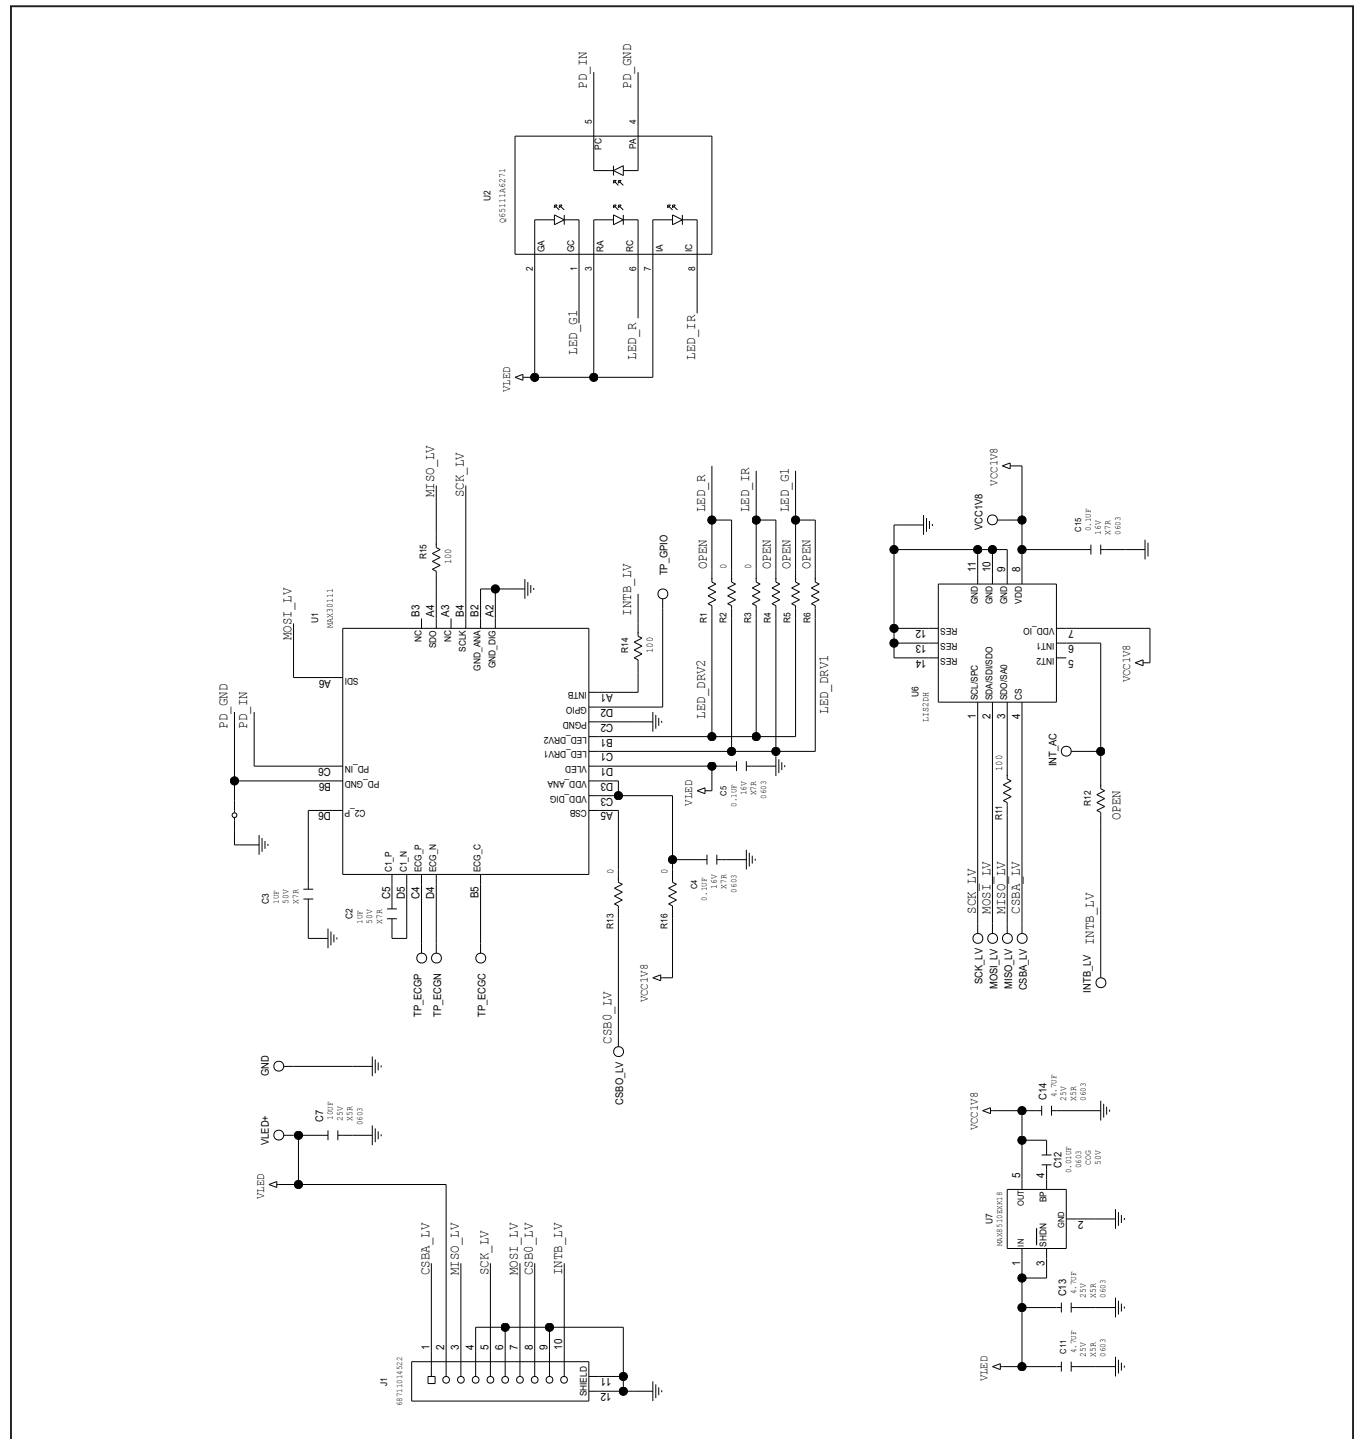 PD_IN
PD_GND
5
4
PC
PA
U2
Q65111A6271
GA
GC
RA
RC
IA
IC
2
1
3
6
7
8
LED_G1
LED_R
LED_IR
VLED
MISO_LV
SCK_LV
MOSI_LV
R15
100
U1
MAX30111
B3
A4
A3
B4
B2
A2
NC
SDO
NC
SCLK
GND_ANA
GND_DIG
A6
SDI
PD_GND
PD_IN
C6
PD_IN
B6
PD_GND
D6
C2_P
INTB
A1
GPIO
D2
PGND
C2
LED_DRV2
B1
LED_DRV1
C1
VLED
D1
VDD_ANA
D3
VDD_DIG
C3
CSB
A5
INTB_LV
R14
100
TP_GPIO
LED_R
LED_IR
LED_G1
OPEN
0
0
OPEN
OPEN
OPEN
R1
R2
R3
R4
R5
R6
LED_DRV2
LED_DRV1
VLED
C5
0.1UF
16V
X7R
0603
C1_P
C1_N
ECG_P
ECG_N
ECG_C
C5
D5
C4
D4
B5
C3
1UF
50V
X7R
C2
1UF
50V
X7R
TP_ECGP
TP_ECGN
TP_ECGC
R13
0
R16
0
C4
0.1UF
16V
X7R
0603
VCC1V8
CSB0_LV
CSBO_LV
VCC1V8
VCC1V8
C15
0.1UF
16V
X7R
0603
11
10
9
8
GND
GND
GND
VDD
12
RES
13
RES
14
RES
VDD_IO
7
INT1
6
INT2
5
U6
LIS2DH
SCL/SPC
SDA/SDI/SDO
SDO/SA0
CS
1
2
3
4
VCC1V8
INT_AC
R11
100
R12
OPEN
SCK_LV
MOSI_LV
MISO_LV
CSBA_LV
INTB_LV
SCK_LV
MOSI_LV
MISO_LV
CSBA_LV
INTB_LV
GND
VLED+
C7
10UF
25V
X5R
0603
VLED
CSBA_LV
MISO_LV
SCK_LV
MOSI_LV
CSB0_LV
INTB_LV
1
2
3
4
5
6
7
8
9
10
J1
68711014522
SHIELD
11
12
VCC1V8
C14
4.7UF
25V
X5R
0603
C12
0.01UF
0603
COG
50V
5
4
OUT
BP
U7
MAX8510EXK18
GND
2
IN
SHDN
1
3
C13
4.7UF
25V
X5R
0603
C11
4.7UF
25V
X5R
0603
VLED